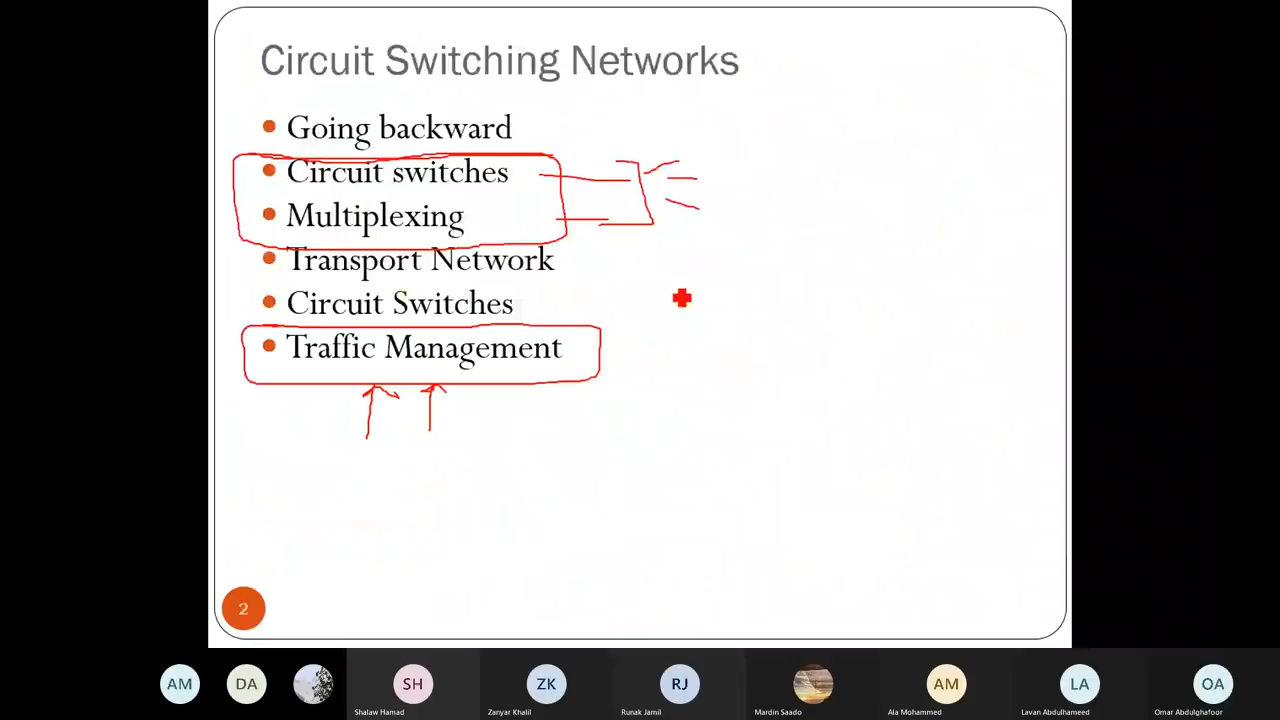 Circuit Switching Networks
Going backward
Circuit switches
Multiplexing
Transport Network
Circuit Switches
Traffic Management
2
AM DA SH ZK RJ AM LA OA
Shalaw Hamad Zanyar Khalil Runak Jamil Mardin Saado Ala Mohammed Lavan Abdulhameed Omar Abdulghafoor